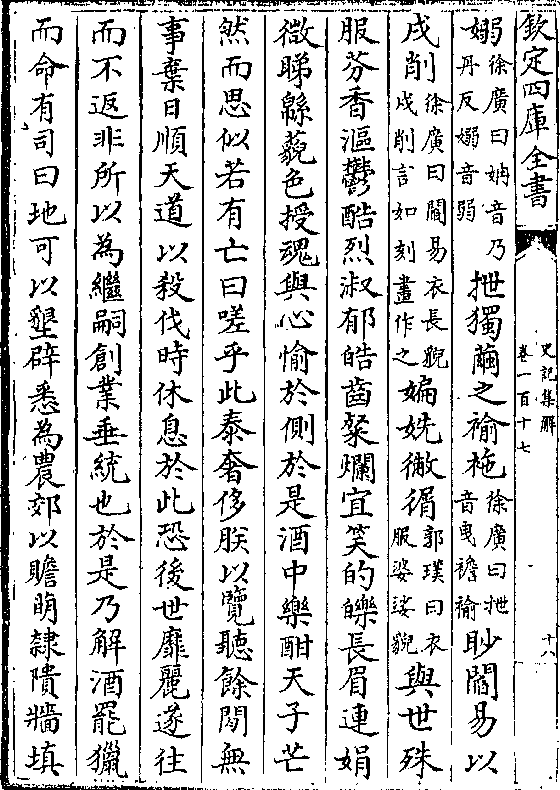 欽定四庫全書
史記集解
卷一百十七
十八
嫋徐廣曰姌音乃丹反嫋音弱抴獨繭之褕袘徐廣曰抴音曳襜褕眇閻易以
戌削徐廣曰閻易衣長貌戌削言如刻畫作之媥姺徶㣯郭璞曰衣服婆娑貌與世殊
服芬香漚鬱酷烈淑郁皓齒粲爛宜笑的皪長眉連娟
微睇緜藐色授魂與心愉於側於是酒中樂酣天子芒
然而思似若有亡曰嗟乎此泰奢侈朕以覽聽餘閒無
事棄日順天道以殺伐時休息於此恐後世靡麗遂往
而不返非所以為繼嗣創業垂統也於是乃解酒罷獵
而命有司曰地可以墾辟悉為農郊以贍萌隸隤牆填